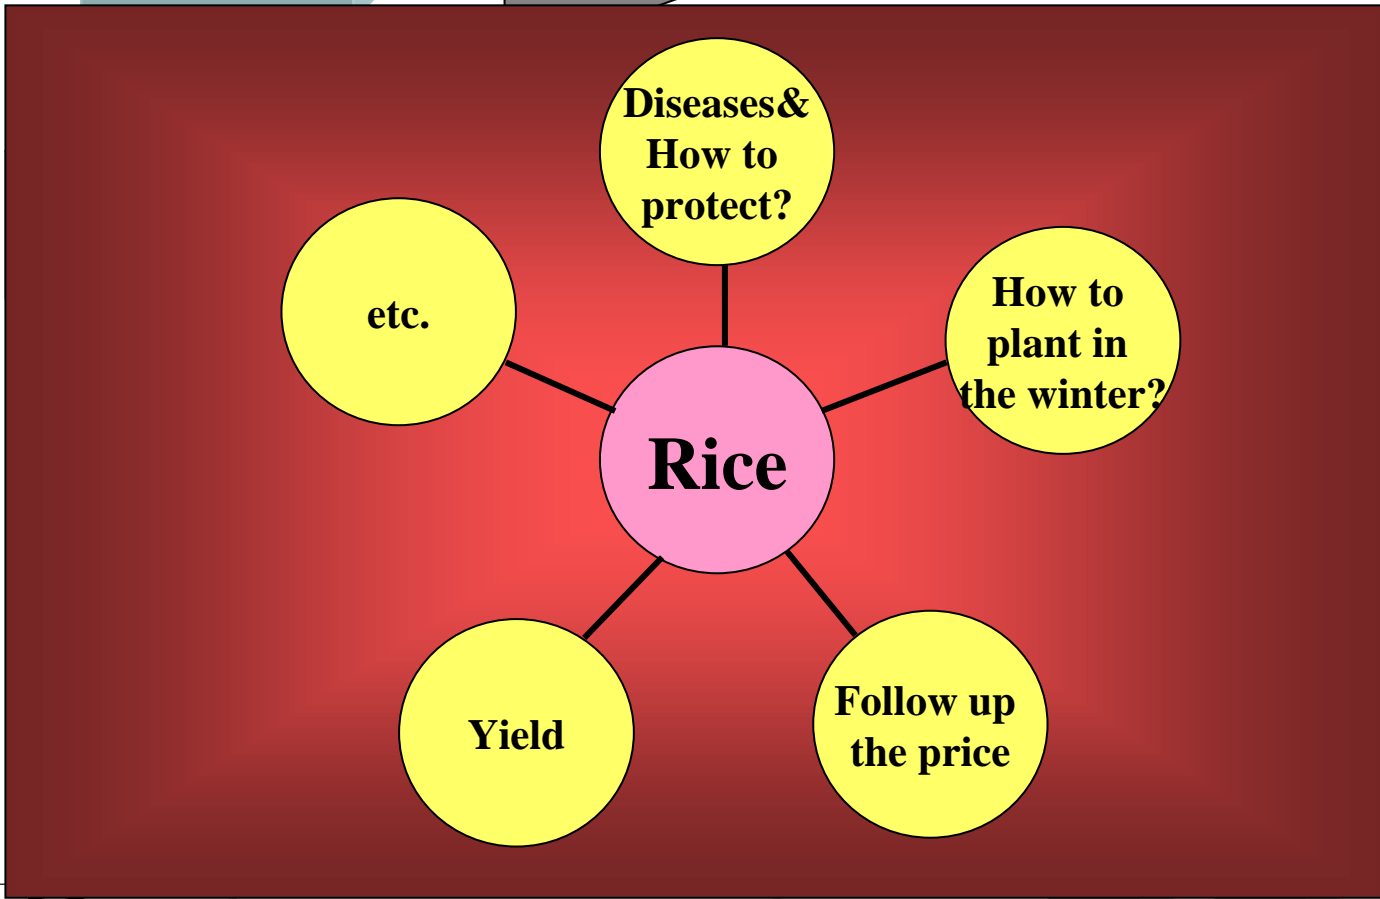 Diseases&
How to
protect?
etc.
How to
plant in
the winter?
Rice
Yield
Follow up
the price